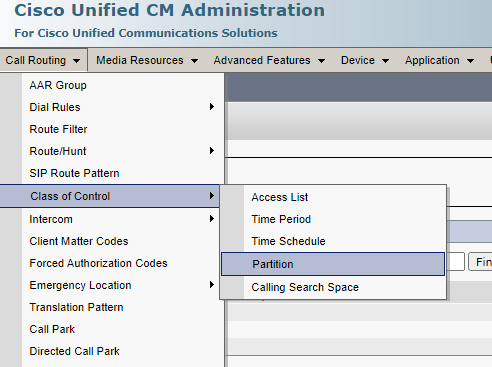 Cisco Unified CM Administration
For Cisco Unified Communications Solutions
Call Routing Media Resources Advanced Features Device Application
AAR Group
Dial Rules
Route Filter
Route/Hunt
SIP Route Pattern
Class of Control
Intercom
Client Matter Codes
Forced Authorization Codes
Emergency Location
Translation Pattern
Call Park
Directed Call Park
Access List
Time Period
Time Schedule
Partition
Calling Search Space
Fin